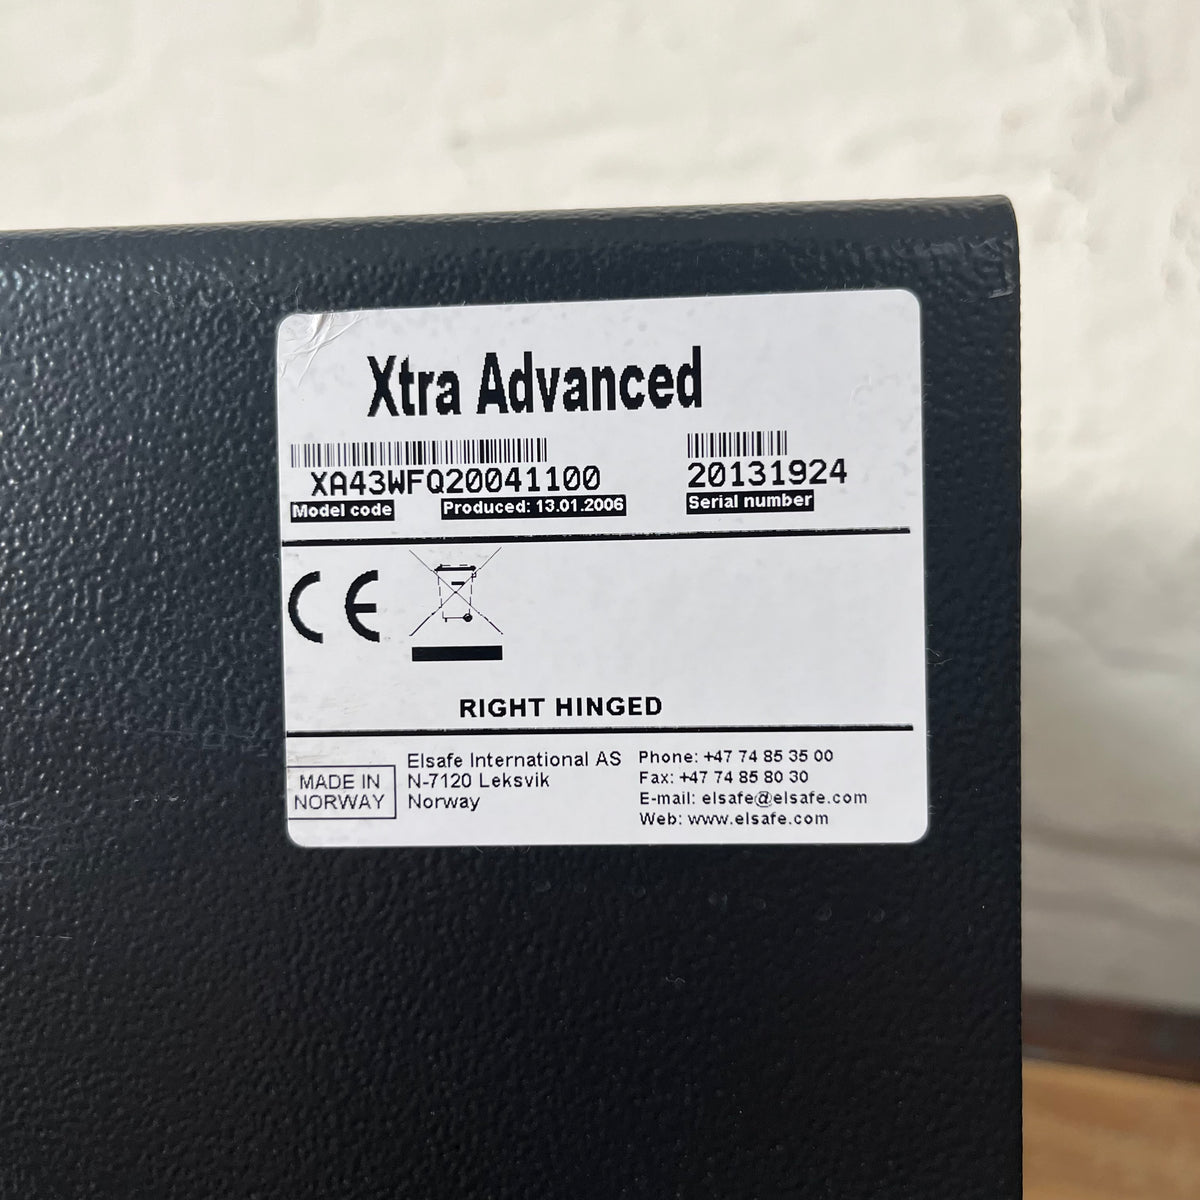 Xtra Advanced
XA43WFQ20041100 20131924
Model code Produced: 13.01.2006 Serial number
CE
RIGHT HINGED
MADE IN
NORWAY
Elsafe International AS
N-7120 Leksvik
Norway
Phone: +47 74 85 35 00
Fax: +47 74 85 80 30
E-mail: elsafe@elsafe.com
Web: www.elsafe.com